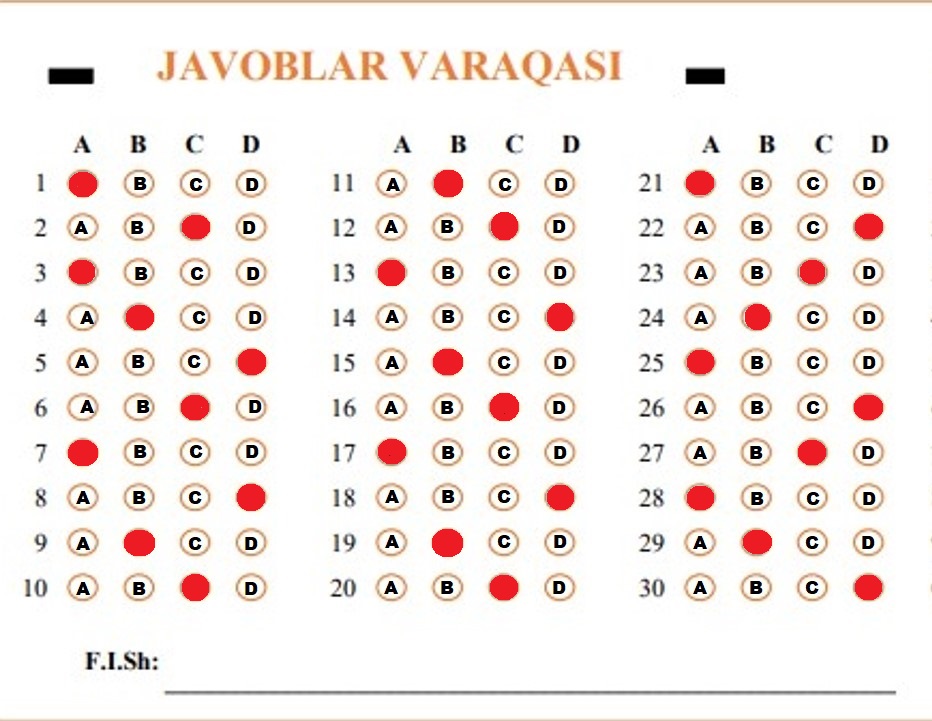 JAVOBLAR VARAQASI
A B C D A B C D A B C D
1 B C D 11 A C D 21 B C D
2 A B D 12 A B D 22 A B C
3 B C D 13 B C D 23 A B D
4 A C D 14 A B C 24 A C D
5 A B C 15 A C D 25 B C D
6 A B D 16 A B D 26 A B C
7 B C D 17 B C D 27 A B D
8 A B C 18 A B C 28 B C D
9 A C D 19 A C D 29 A C D
10 A B D 20 A B D 30 A B C
F.I.Sh: